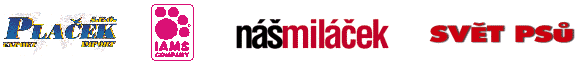 s.r.o.
PLAČEK
IMPORT EXPORT
IAMS
COMPANY
nášmiláček
SVĚT PSŮ